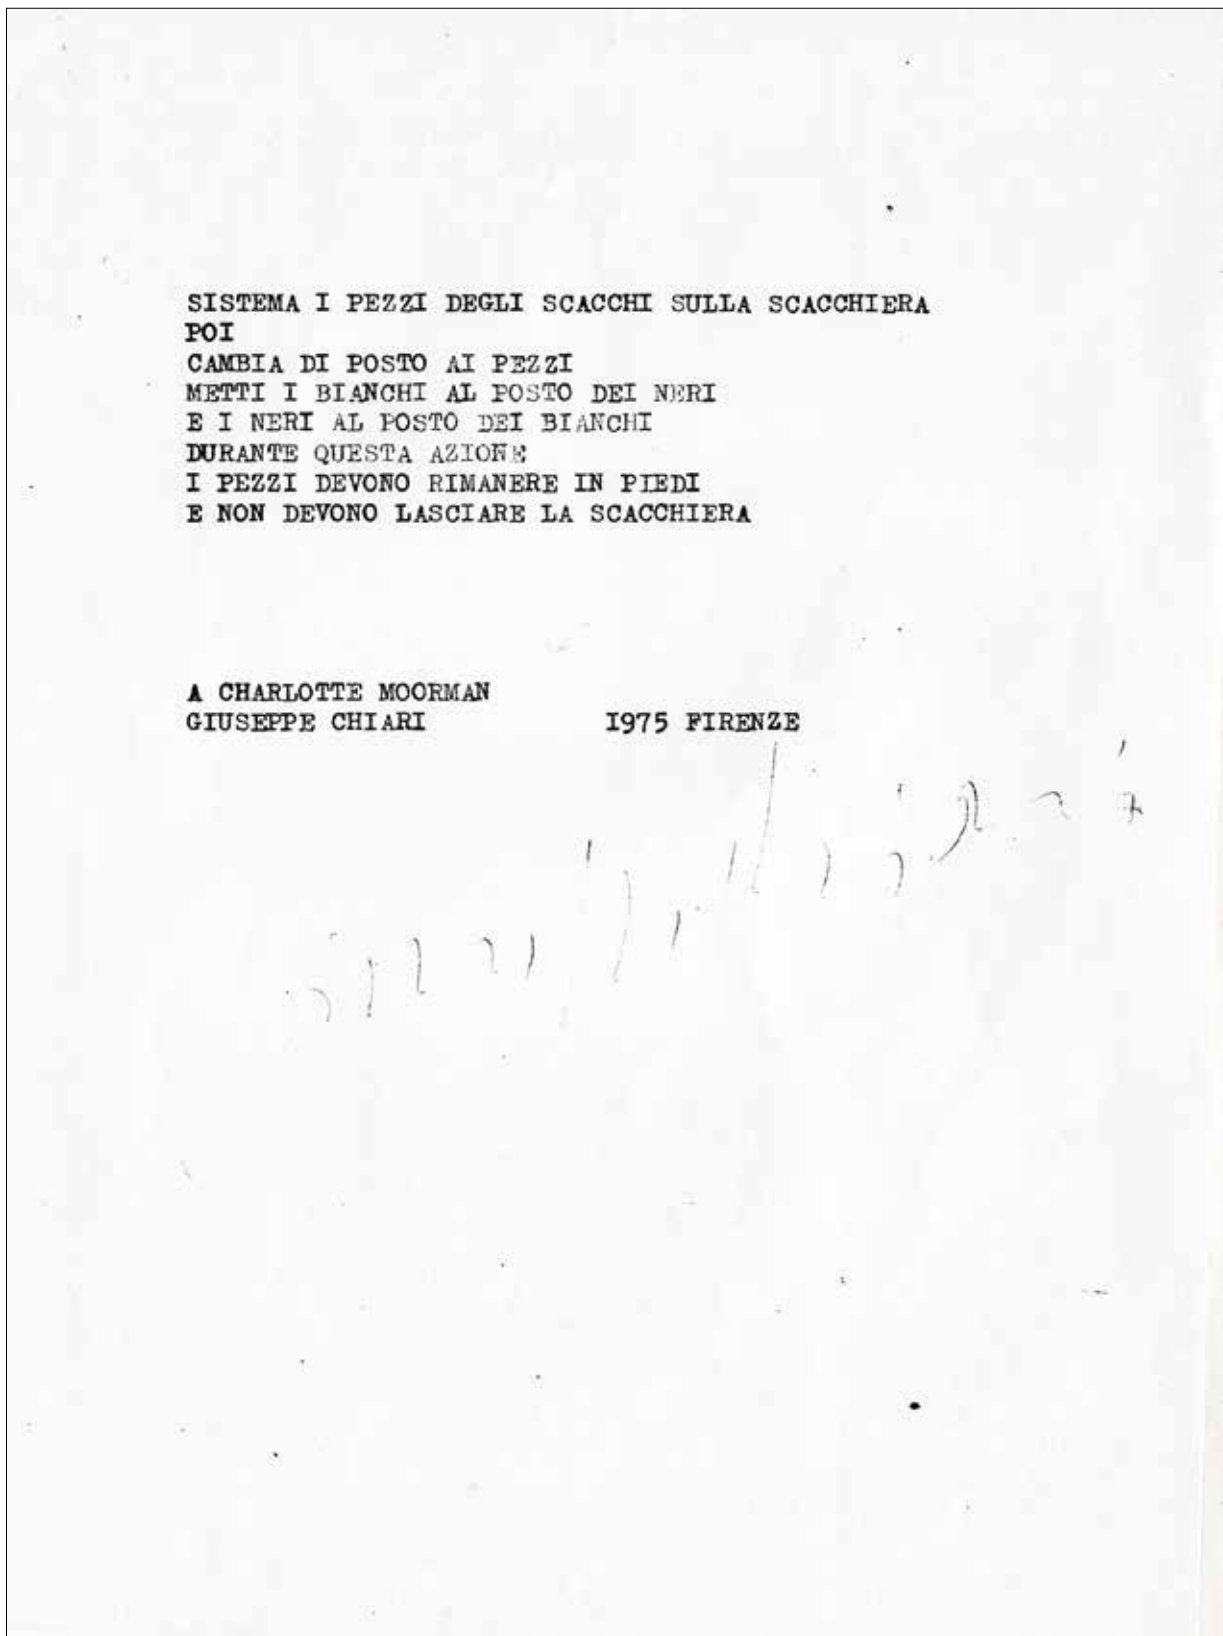 SISTEMA I PEZZI DEGLI SCACCHI SULLA SCACCHIERA
POI
CAMBIA DI POSTO AI PEZZI
METTI I BIANCHI AL POSTO DEI NERI
E I NERI AL POSTO DEI BIANCHI
DURANTE QUESTA AZIONE
I PEZZI DEVONO RIMANERE IN PIEDI
E NON DEVONO LASCIARE LA SCACCHIERA
A CHARLOTTE MOORMAN
GIUSEPPE CHIARI 1975 FIRENZE